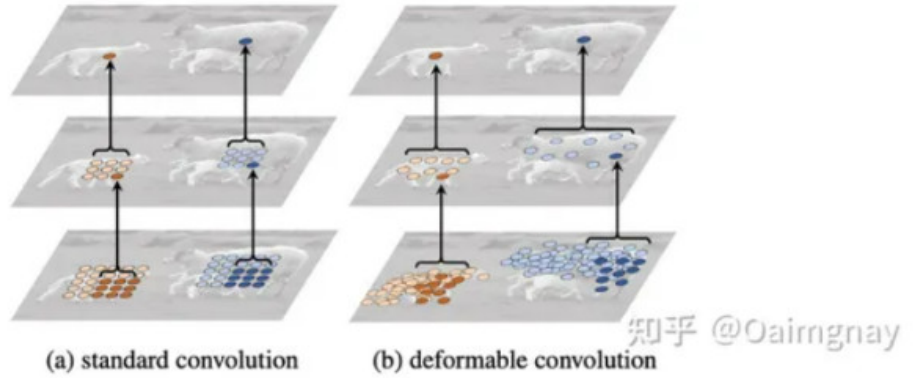 知乎 @Oaimgnay
(a) standard convolution
(b) deformable convolution